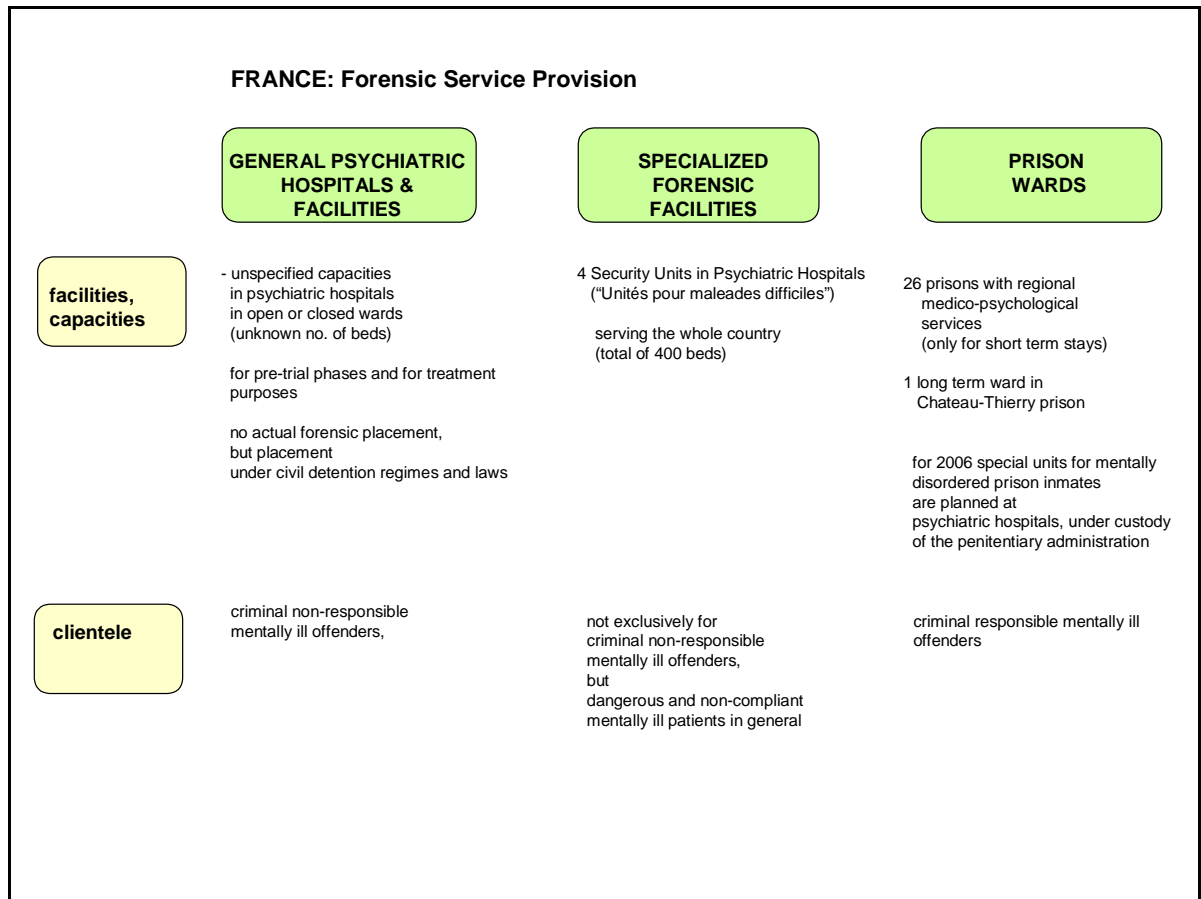 FRANCE: Forensic Service Provision
GENERAL PSYCHIATRIC
HOSPITALS &
FACILITIES
SPECIALIZED
FORENSIC
FACILITIES
PRISON
WARDS
facilities,
capacities
- unspecified capacities
in psychiatric hospitals
in open or closed wards
(unknown no. of beds)
for pre-trial phases and for treatment
purposes
no actual forensic placement,
but placement
under civil detention regimes and laws
4 Security Units in Psychiatric Hospitals
(“Unités pour maleades difficiles”)
serving the whole country
(total of 400 beds)
26 prisons with regional
medico-psychological
services
(only for short term stays)
1 long term ward in
Chateau-Thierry prison
for 2006 special units for mentally
disordered prison inmates
are planned at
psychiatric hospitals, under custody
of the penitentiary administration
clientele
criminal non-responsible
mentally ill offenders,
not exclusively for
criminal non-responsible
mentally ill offenders,
but
dangerous and non-compliant
mentally ill patients in general
criminal responsible mentally ill
offenders